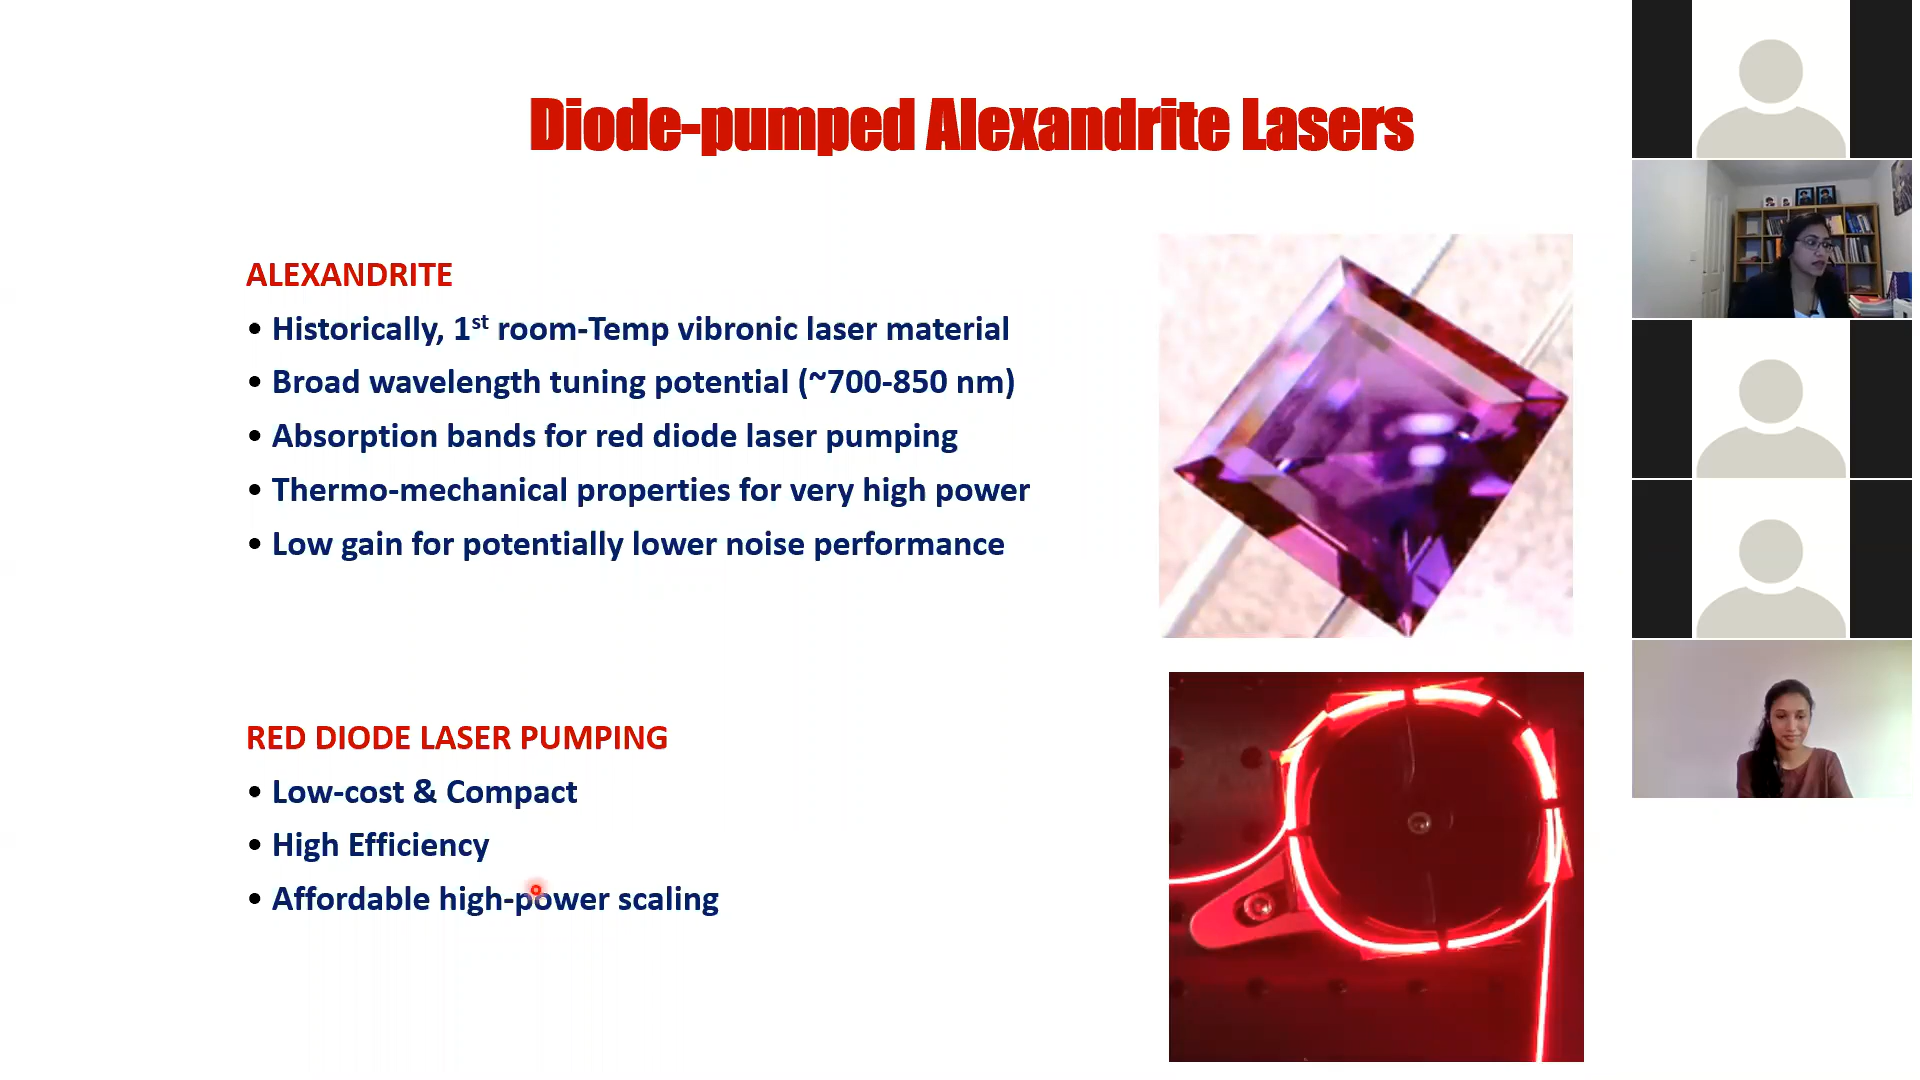 Diode-pumped Alexandrite Lasers
ALEXANDRITE
• Historically, 1st room-Temp vibronic laser material
• Broad wavelength tuning potential (~700-850 nm)
• Absorption bands for red diode laser pumping
• Thermo-mechanical properties for very high power
• Low gain for potentially lower noise performance
RED DIODE LASER PUMPING
• Low-cost & Compact
• High Efficiency
• Affordable high-power scaling